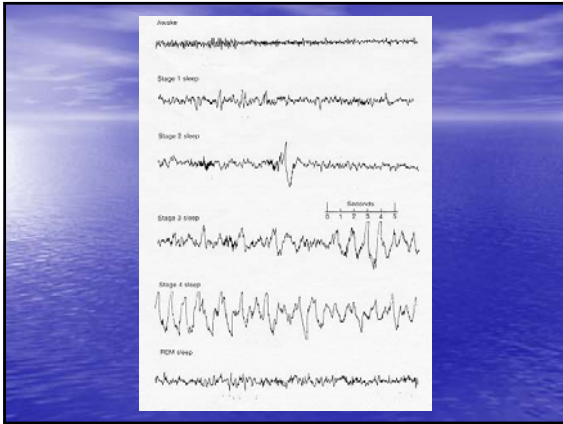 Awake
Stage 1 sleep
Stage 2 sleep
Seconds
0 1 2 3 4 5
Stage 3 sleep
Stage 4 sleep
REM sleep